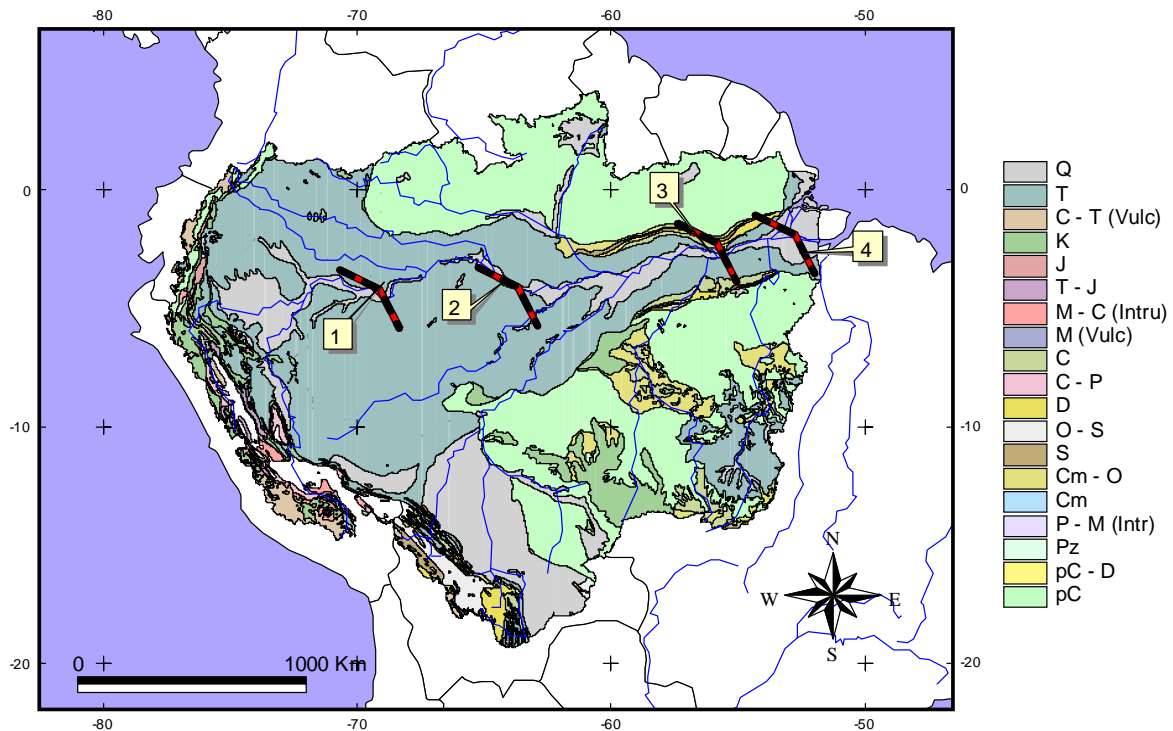 -80 -70 -60 -50
0 0
-10 -10
-20 -20
-80 -70 -60 -50
1
2
3
4
0 1000 Km
N
W E
S
Q
T
C - T (Vulc)
K
J
T - J
M - C (Intru)
M (Vulc)
C
C - P
D
O - S
S
Cm - O
Cm
P - M (Intr)
Pz
pC - D
pC